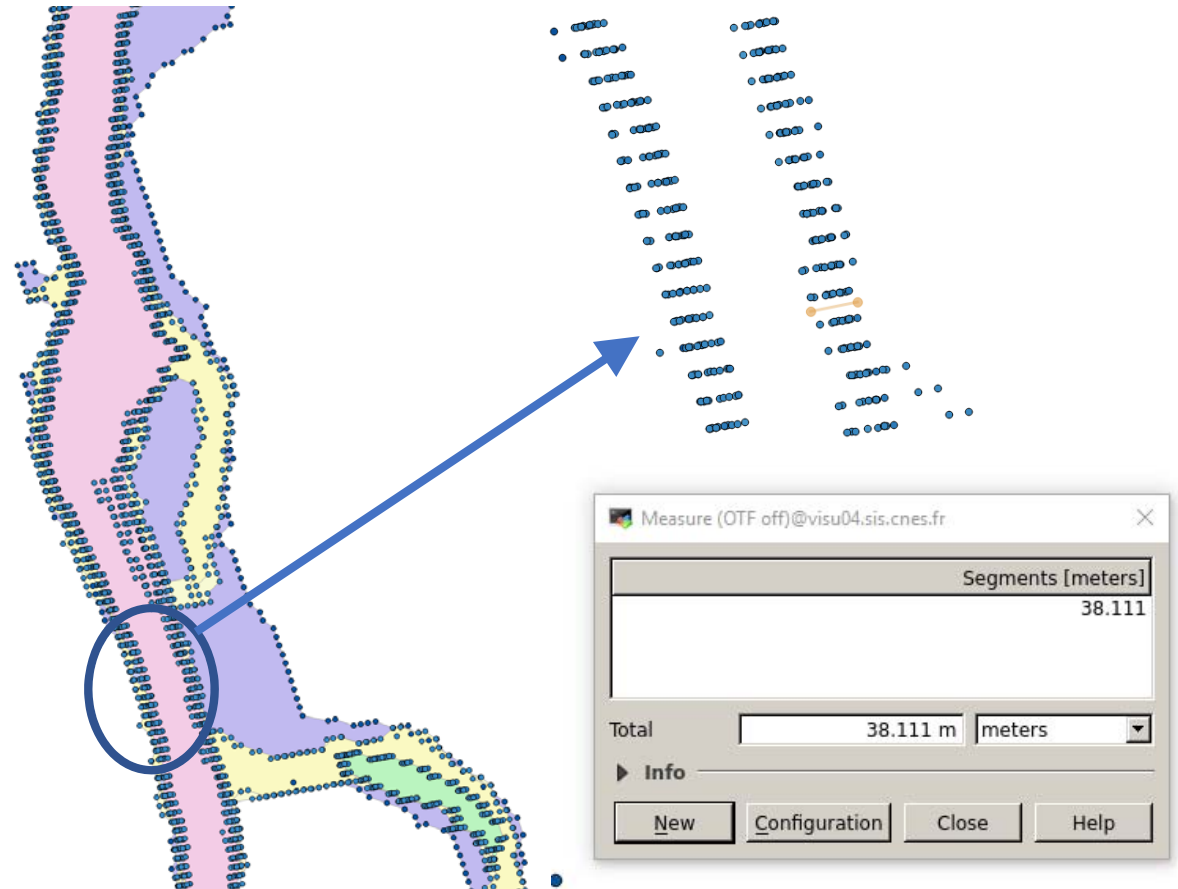 Measure (OTF off)@visu04.sis.cnes.fr
Segments [meters]
38.111
Total 38.111 m meters
Info
New Configuration Close Help